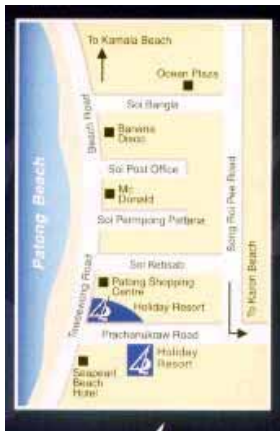 To Kamala Beach
Ocean Plaza
Beach Road
Soi Bangla
Banana
Disco
Patong Beach
Soi Post Office
Mc
Donald
Soi Permpong Pattana
Song Roi Pee Road
Soi Kebsab
Patong Shopping
Centre
Holiday Resort
Road
Prachanukraw Road
Holiday
Resort
Seapearl
Beach
Hotel
To Karon Beach